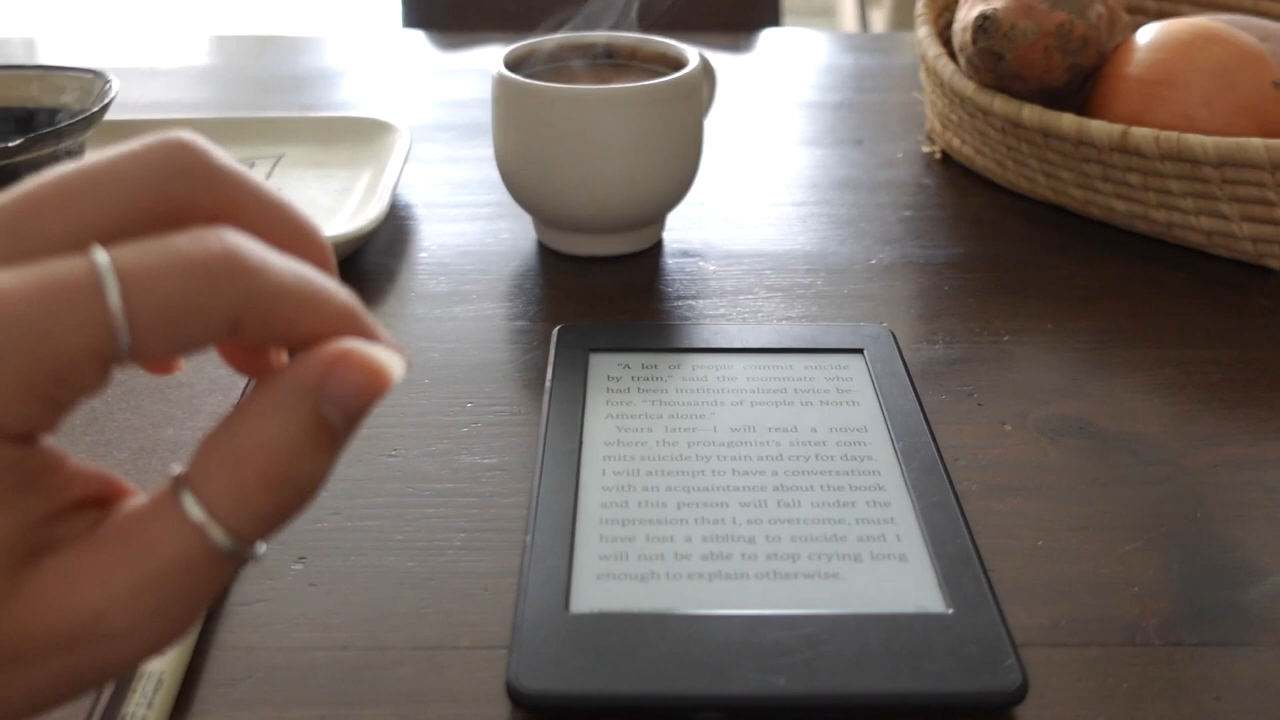 "A lot of people commit suicide
by train," said the roommate who
had been institutionalized twice be-
fore. "Thousands of people in North
America alone."
Years later—I will read a novel
where the protagonist's sister com-
mits suicide by train and cry for days.
I will attempt to have a conversation
with an acquaintance about the book
and this person will fall under the
impression that I, so overcome, must
have lost a sibling to suicide and I
will not be able to stop crying long
enough to explain otherwise.